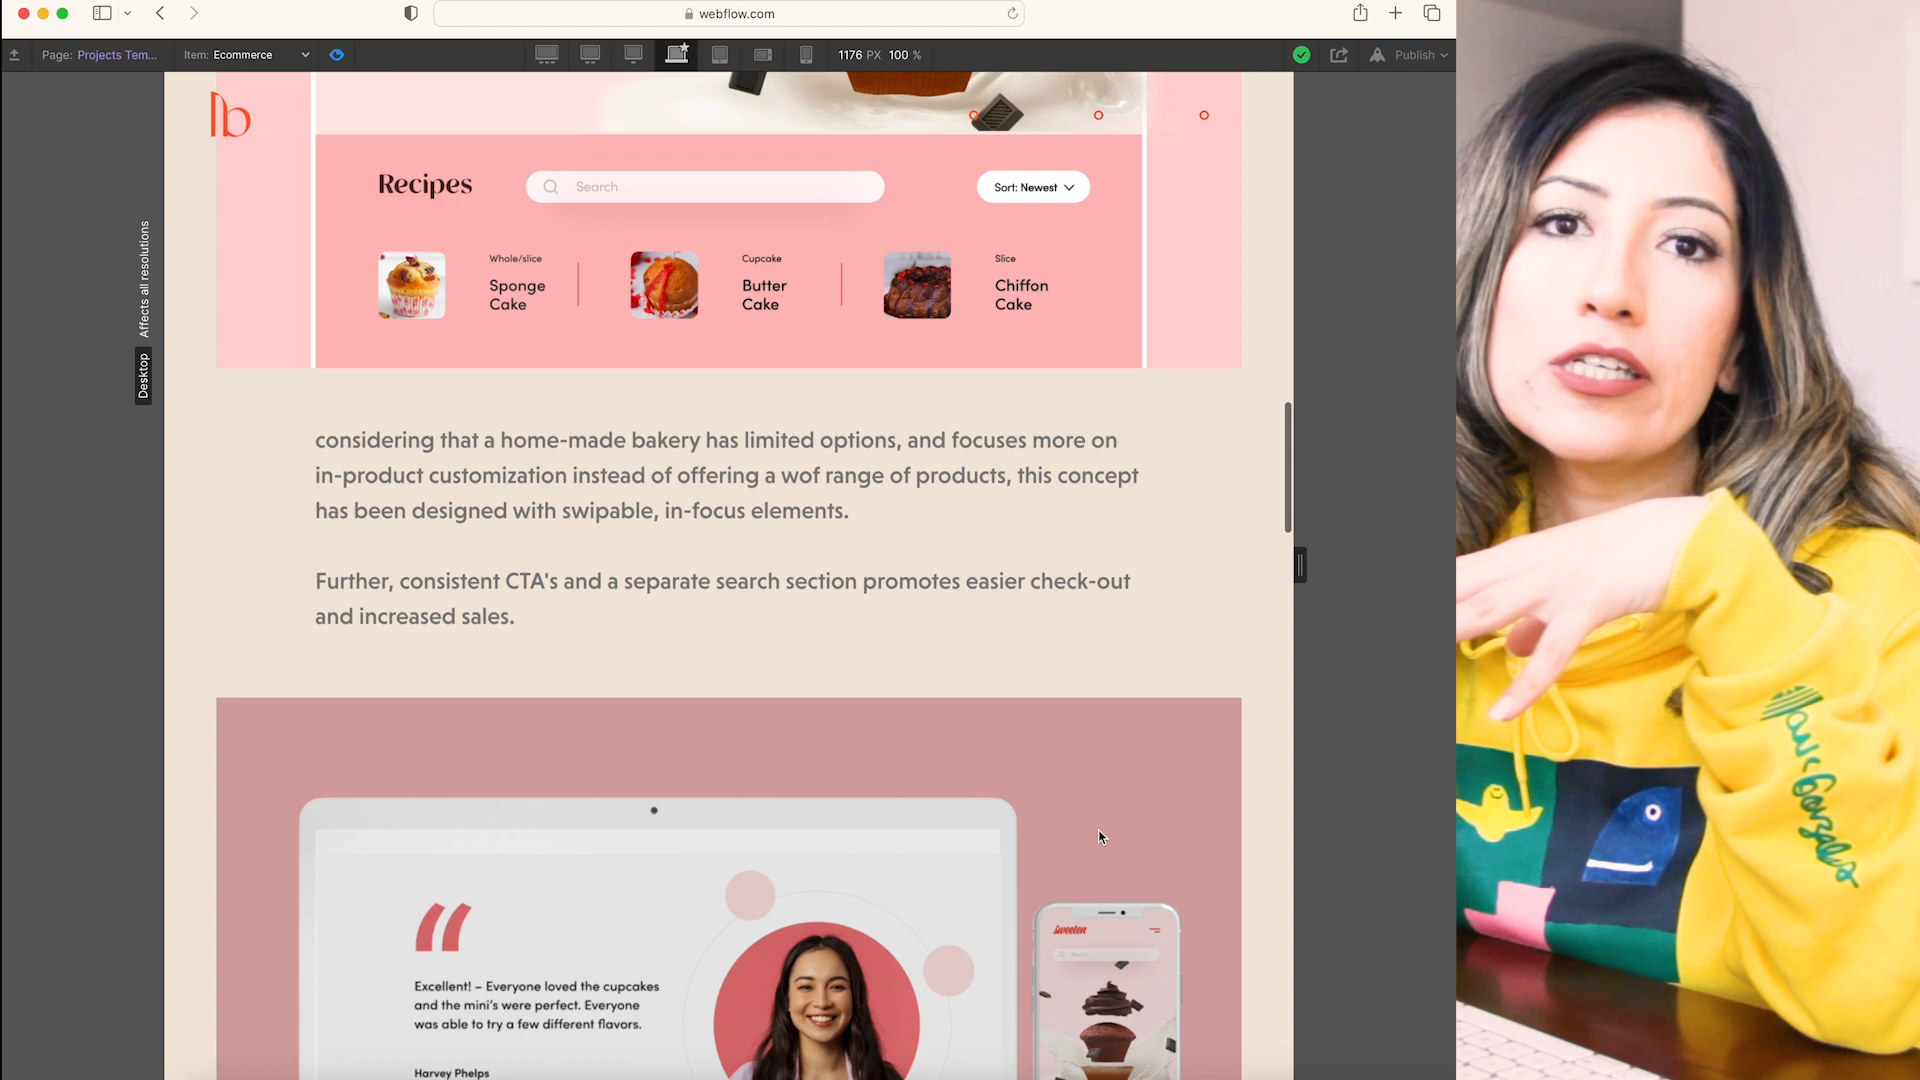 webflow.com
Page: Projects Tem...
Item: Ecommerce
1176 PX 100 %
Publish
lb
Affects all resolutions
Desktop
Recipes
Search
Sort: Newest
Whole/slice
Sponge
Cake
Cupcake
Butter
Cake
Slice
Chiffon
Cake
considering that a home-made bakery has limited options, and focuses more on
in-product customization instead of offering a wof range of products, this concept
has been designed with swipable, in-focus elements.
Further, consistent CTA's and a separate search section promotes easier check-out
and increased sales.
“
Excellent! – Everyone loved the cupcakes
and the mini's were perfect. Everyone
was able to try a few different flavors.
Harvey Phelps
sweeten
Search